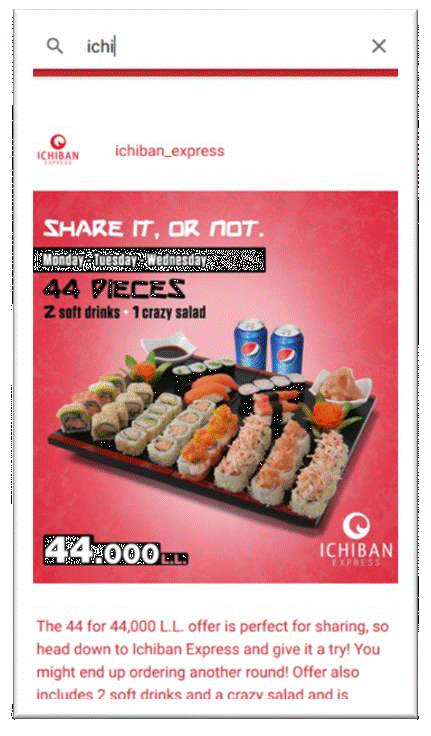 ichi
ICHIBAN
EXPRESS
ichiban_express
SHARE IT, OR NOT.
Monday . Tuesday . Wednesday
44 PIECES
2 soft drinks • 1 crazy salad
44.000 L.L.
ICHIBAN
EXPRESS
The 44 for 44,000 L.L. offer is perfect for sharing, so
head down to Ichiban Express and give it a try! You
might end up ordering another round! Offer also
includes 2 soft drinks and a crazy salad and is